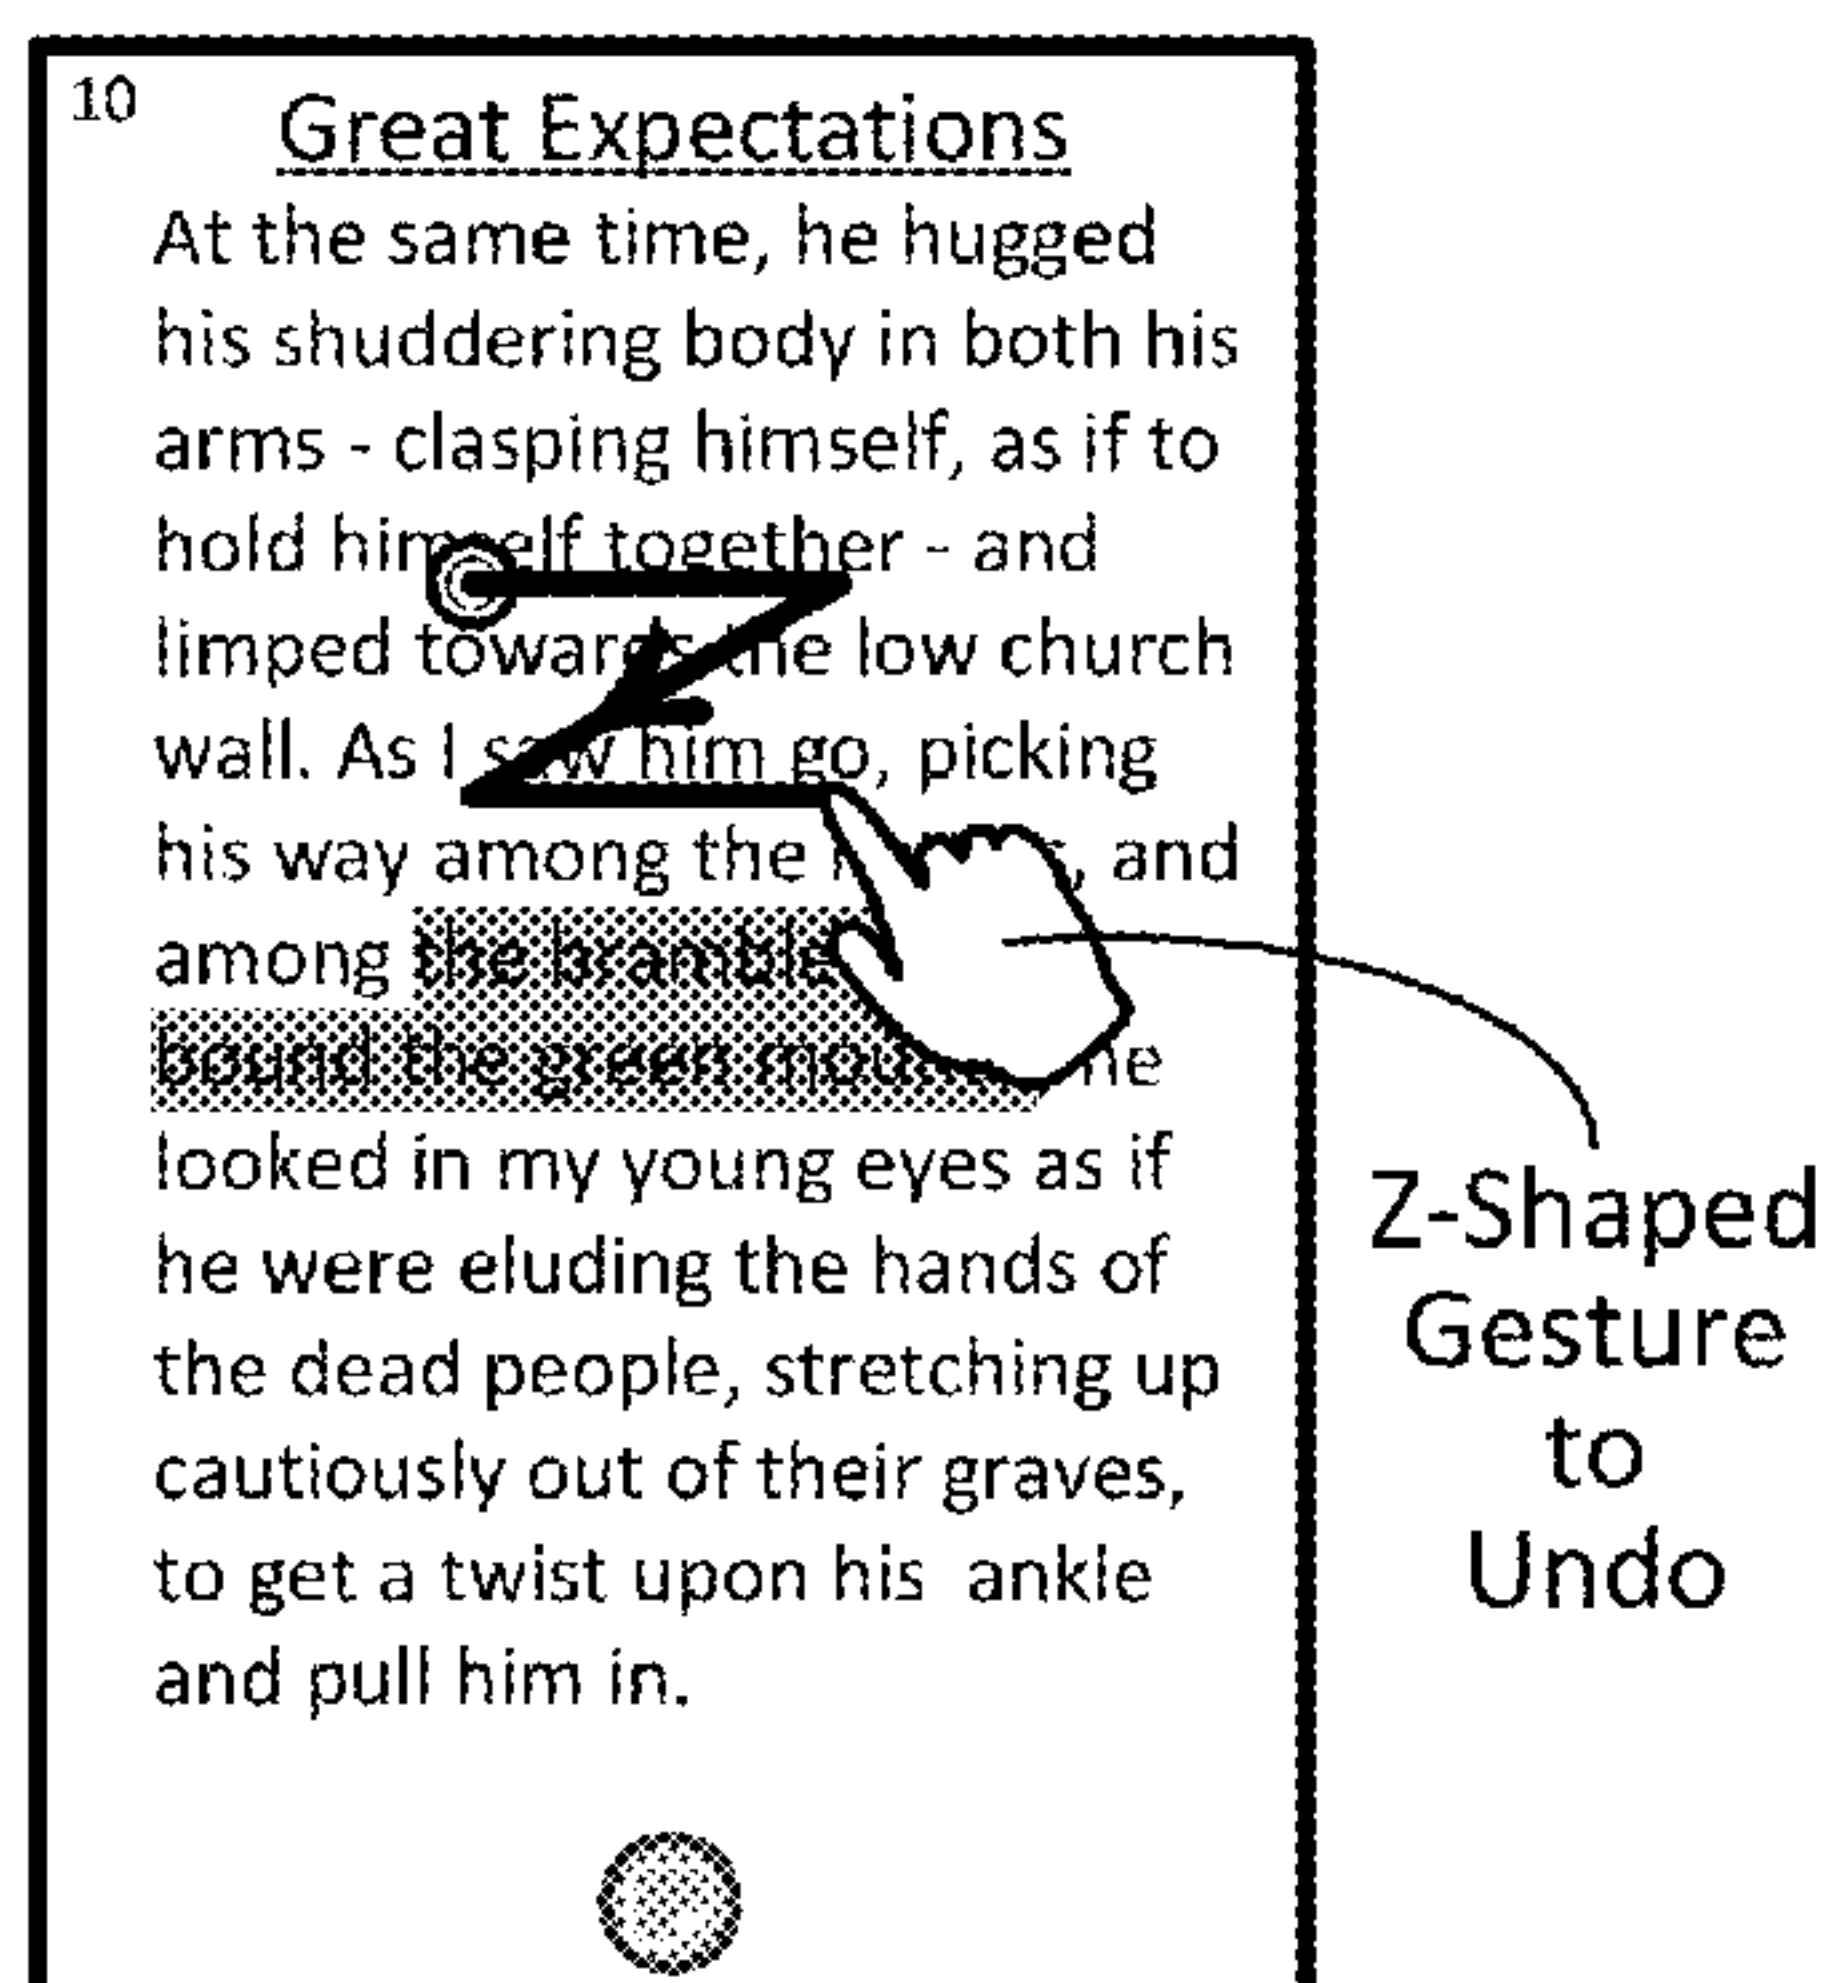 10
Great Expectations
At the same time, he hugged
his shuddering body in both his
arms - clasping himself, as if to
hold himself together - and
limped towards the low church
wall. As I saw him go, picking
his way among the , and
among the bramble
bound the green he
looked in my young eyes as if
he were eluding the hands of
the dead people, stretching up
cautiously out of their graves,
to get a twist upon his ankle
and pull him in.
Z-Shaped
Gesture
to
Undo